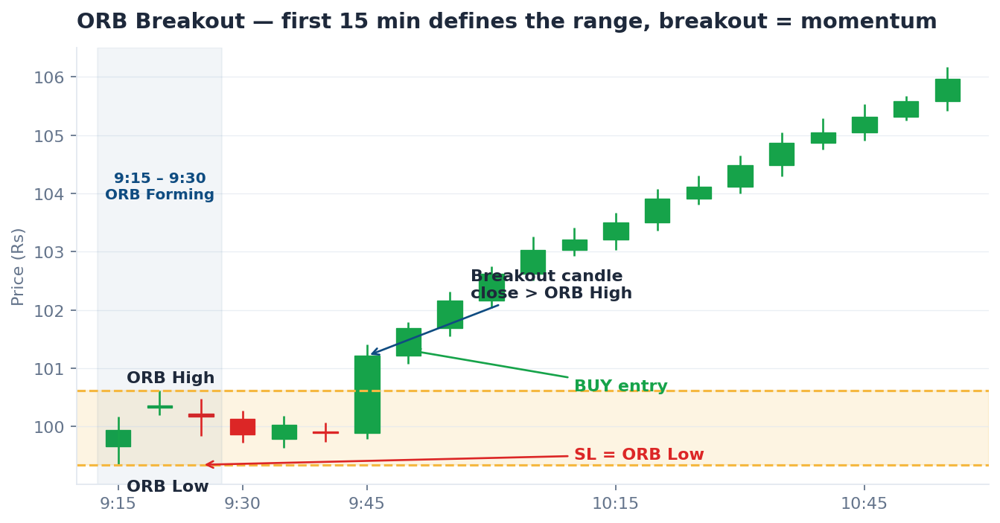 ORB Breakout — first 15 min defines the range, breakout = momentum
Price (Rs)
106
105
104
103
102
101
100
9:15 – 9:30
ORB Forming
Breakout candle
close > ORB High
ORB High
BUY entry
SL = ORB Low
ORB Low
9:15
9:30
9:45
10:15
10:45